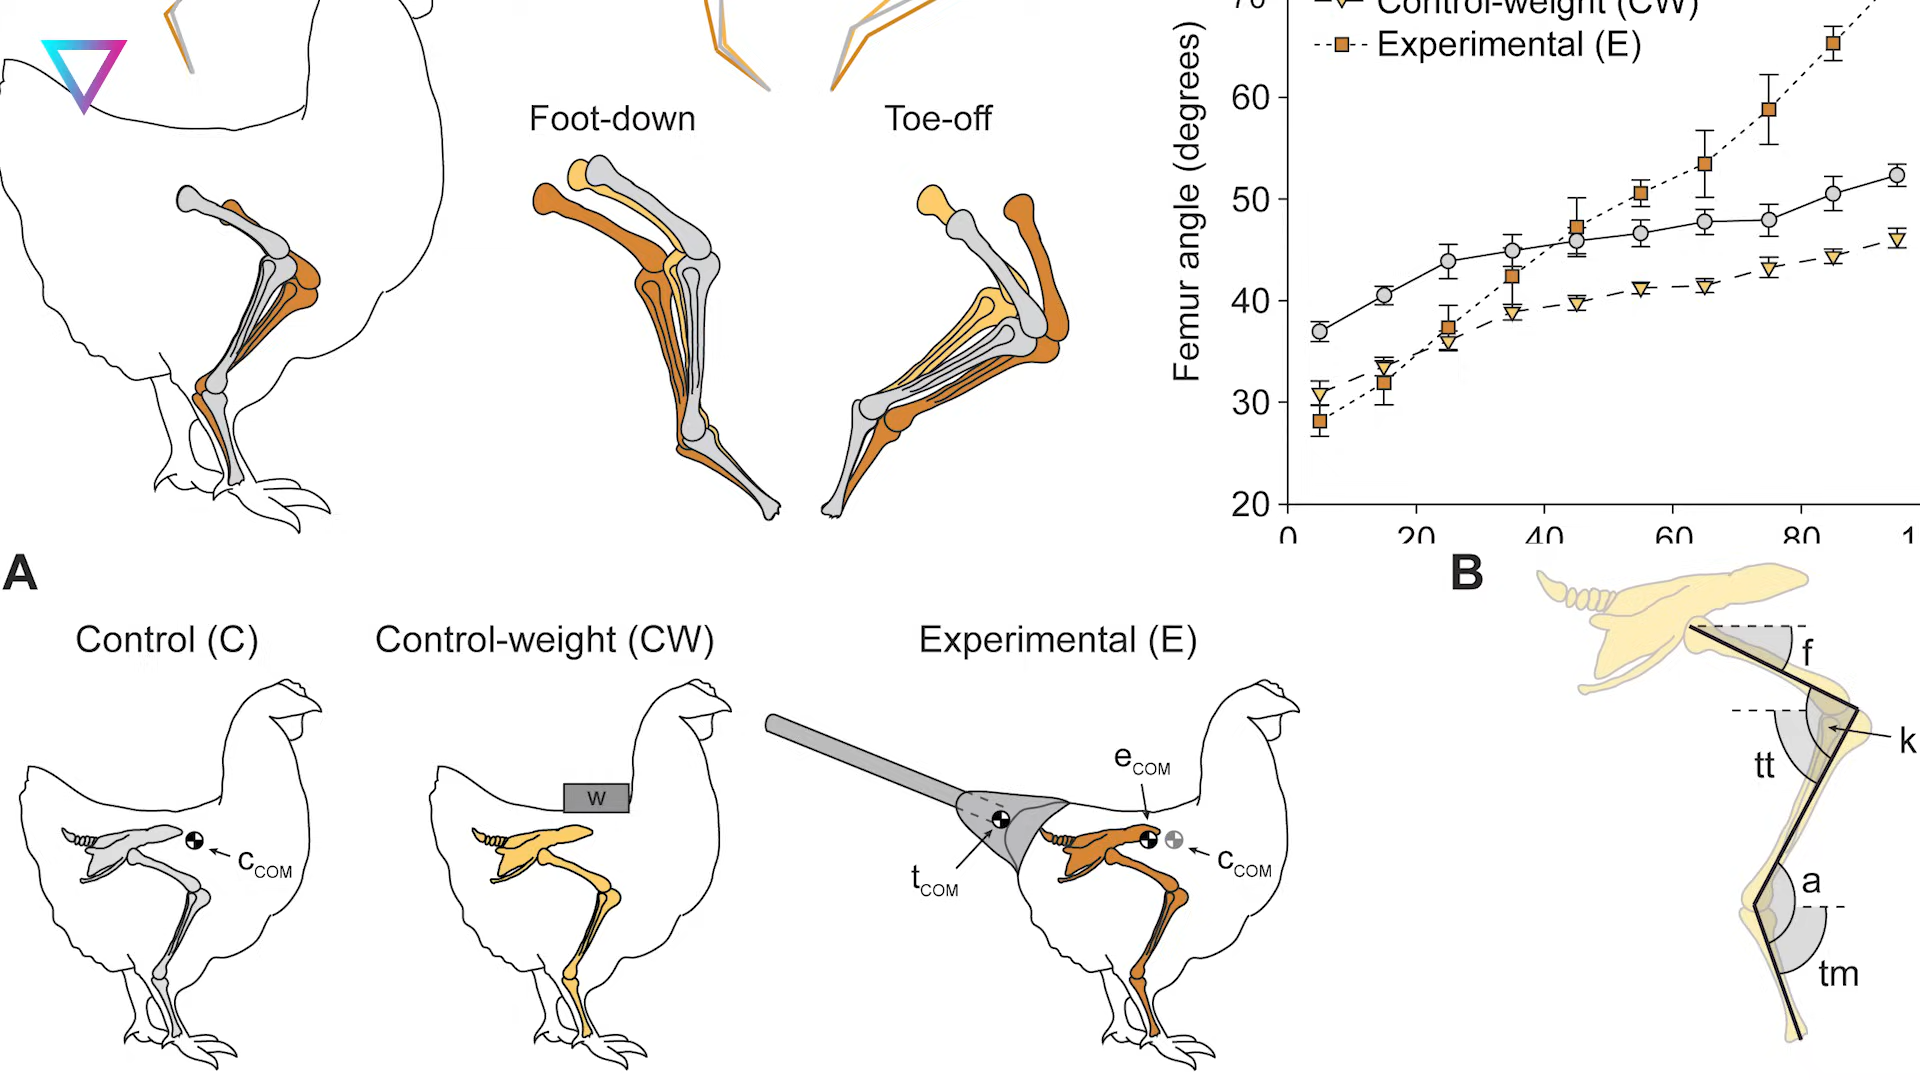 Control-weight (CW)
Experimental (E)
Foot-down
Toe-off
Femur angle (degrees)
70
60
50
40
30
20
0 20 40 60 80
A
B
Control (C)
Control-weight (CW)
Experimental (E)
W
cCOM
eCOM
tCOM
cCOM
f
k
tt
a
tm